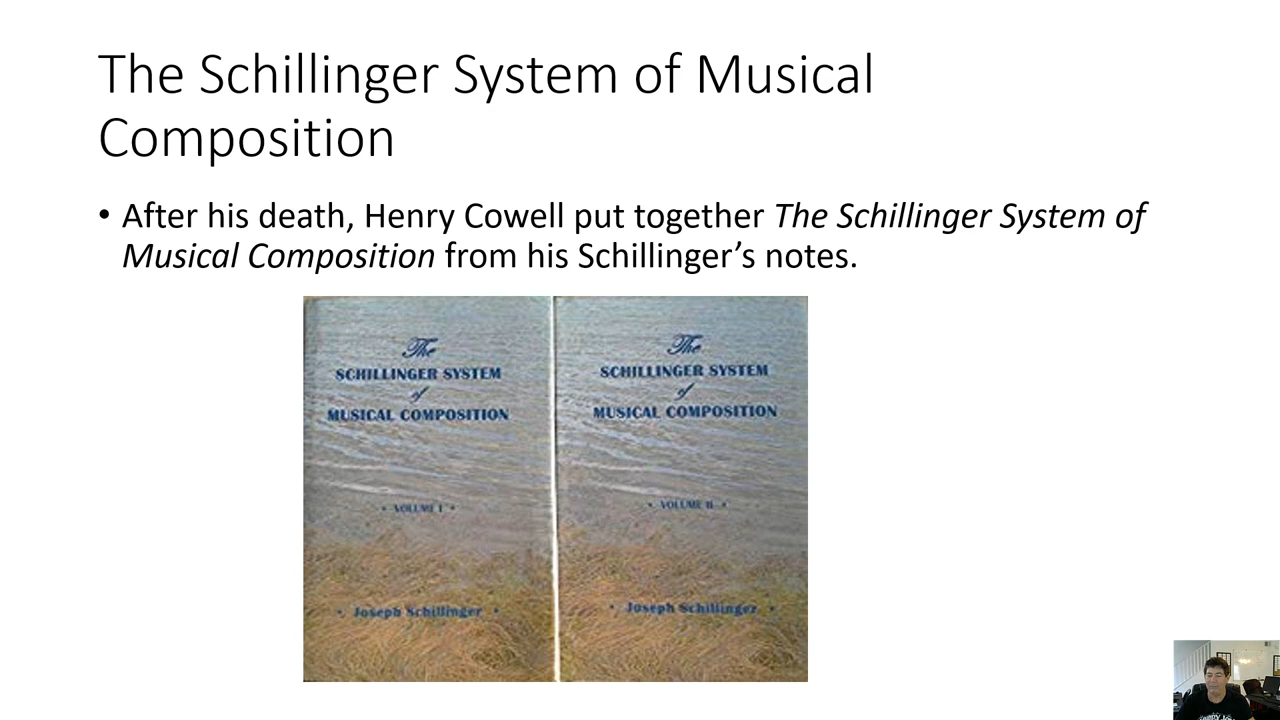 The Schillinger System of Musical
Composition
• After his death, Henry Cowell put together The Schillinger System of
Musical Composition from his Schillinger’s notes.
The
SCHILLINGER SYSTEM
of
MUSICAL COMPOSITION
• VOLUME I •
• Joseph Schillinger •
The
SCHILLINGER SYSTEM
of
MUSICAL COMPOSITION
• VOLUME II •
• Joseph Schillinger •